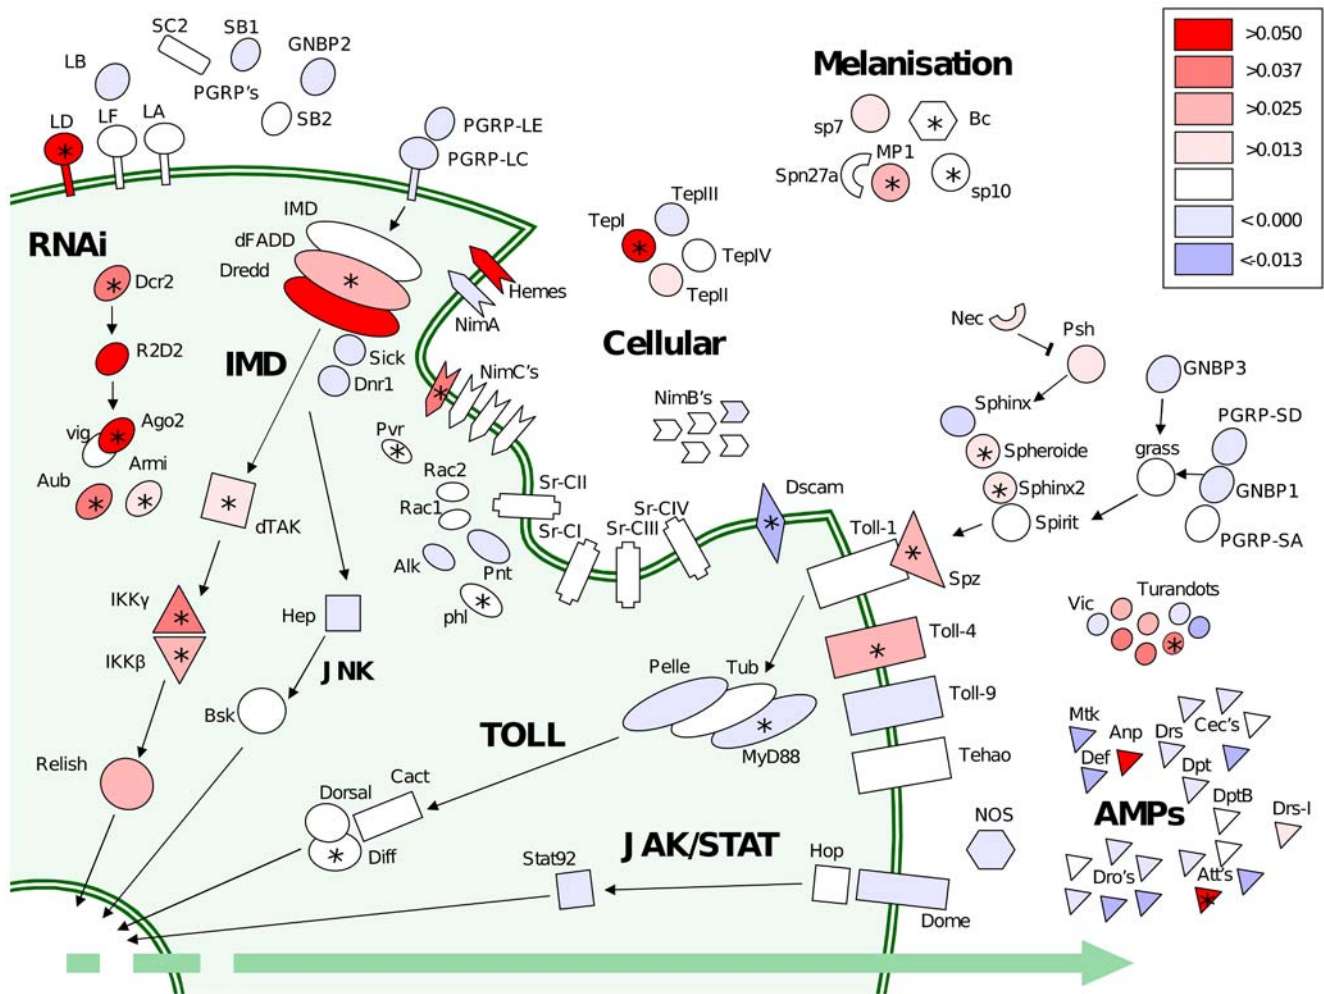 SC2
SB1
GNBP2
LB
PGRP's
SB2
LD
LF
LA
PGRP-LE
PGRP-LC
Melanisation
sp7
Bc
MP1
Spn27a
sp10
>0.050
>0.037
>0.025
>0.013
<0.000
<-0.013
RNAi
IMD
dFADD
Dredd
Dcr2
R2D2
vig
Ago2
Aub
Armi
IMD
Sick
Dnr1
Hemes
NimA
NimC's
TepIII
TepI
TepIV
TepII
Cellular
NimB's
Nec
Psh
GNBP3
Sphinx
PGRP-SD
Spheroide
grass
Sphinx2
GNBP1
Spirit
PGRP-SA
Pvr
Rac2
Rac1
Alk
Pnt
phl
Sr-CII
Sr-CI
Sr-CIII
Sr-CIV
Dscam
Toll-1
Spz
dTAK
IKKγ
IKKβ
Hep
JNK
Bsk
Relish
Toll-4
Toll-9
Tehao
Pelle
Tub
MyD88
TOLL
Dorsal
Cact
Diff
JAK/STAT
Stat92
Hop
Dome
NOS
Turandots
Vic
Mtk
Anp
Drs
Cec's
Def
Dpt
AMPs
DptB
Drs-l
Dro's
Att's